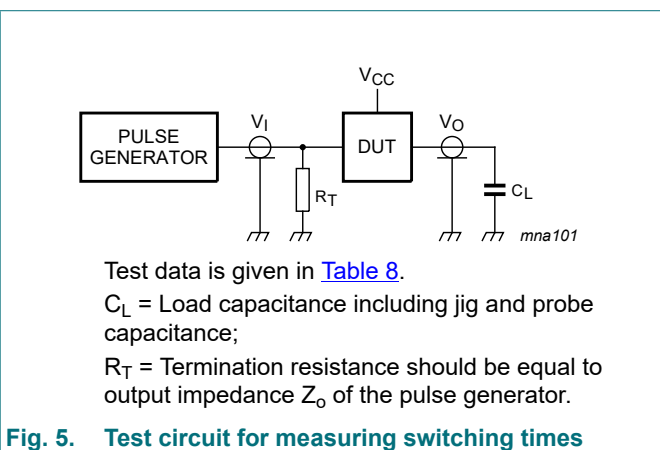 VCC
PULSE
GENERATOR
VI
DUT
VO
RT
CL
mna101
Test data is given in Table 8.
CL = Load capacitance including jig and probe
capacitance;
RT = Termination resistance should be equal to
output impedance Zo of the pulse generator.
Fig. 5. Test circuit for measuring switching times